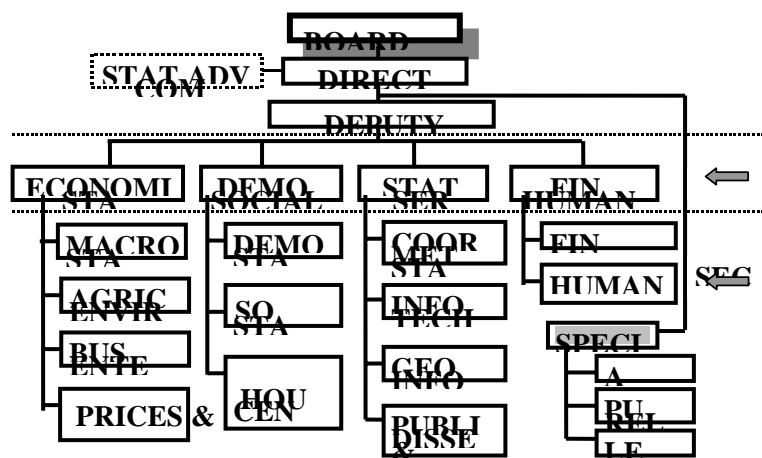 BOARD
STAT ADV
COM
DIRECT
DEPUTY
ECONOMI
STA
DEMO
SOCIAL
STAT
SER
FIN
HUMAN
MACRO
STA
DEMO
STA
COOR
MET
STA
FIN
HUMAN
SEC
AGRIC
ENVIR
SO
STA
INFO
TECH
SPECI
BUS
ENTE
HOU
CEN
GEO
INFO
A
PRICES &
PUBLI
DISSE
&
PU
REL
LE